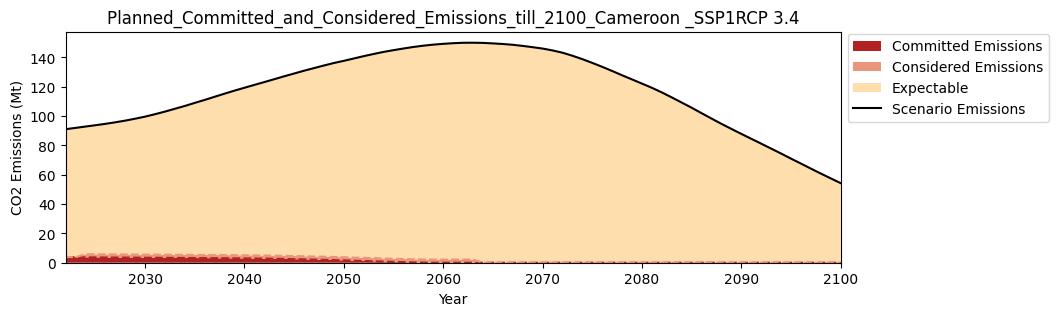 Planned_Committed_and_Considered_Emissions_till_2100_Cameroon _SSP1RCP 3.4
Committed Emissions
Considered Emissions
Expectable
Scenario Emissions
CO2 Emissions (Mt)
140
120
100
80
60
40
20
0
2030 2040 2050 2060 2070 2080 2090 2100
Year